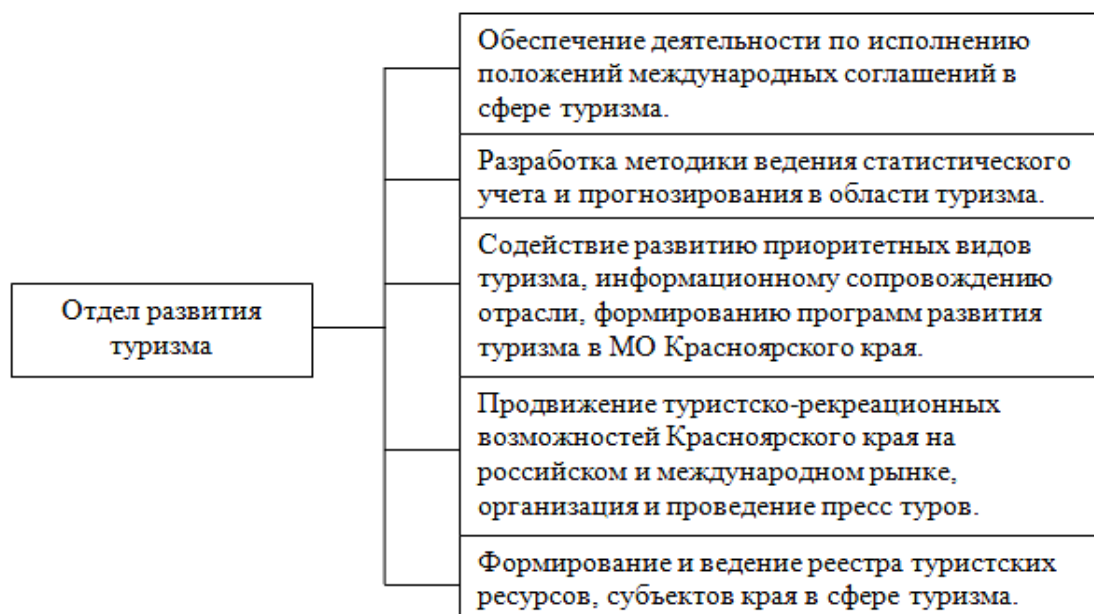 Обеспечение деятельности по исполнению
положений международных соглашений в
сфере туризма.
Разработка методики ведения статистического
учета и прогнозирования в области туризма.
Содействие развитию приоритетных видов
туризма, информационному сопровождению
отрасли, формированию программ развития
туризма в МО Красноярского края.
Отдел развития
туризма
Продвижение туристско-рекреационных
возможностей Красноярского края на
российском и международном рынке,
организация и проведение пресс туров.
Формирование и ведение реестра туристских
ресурсов, субъектов края в сфере туризма.